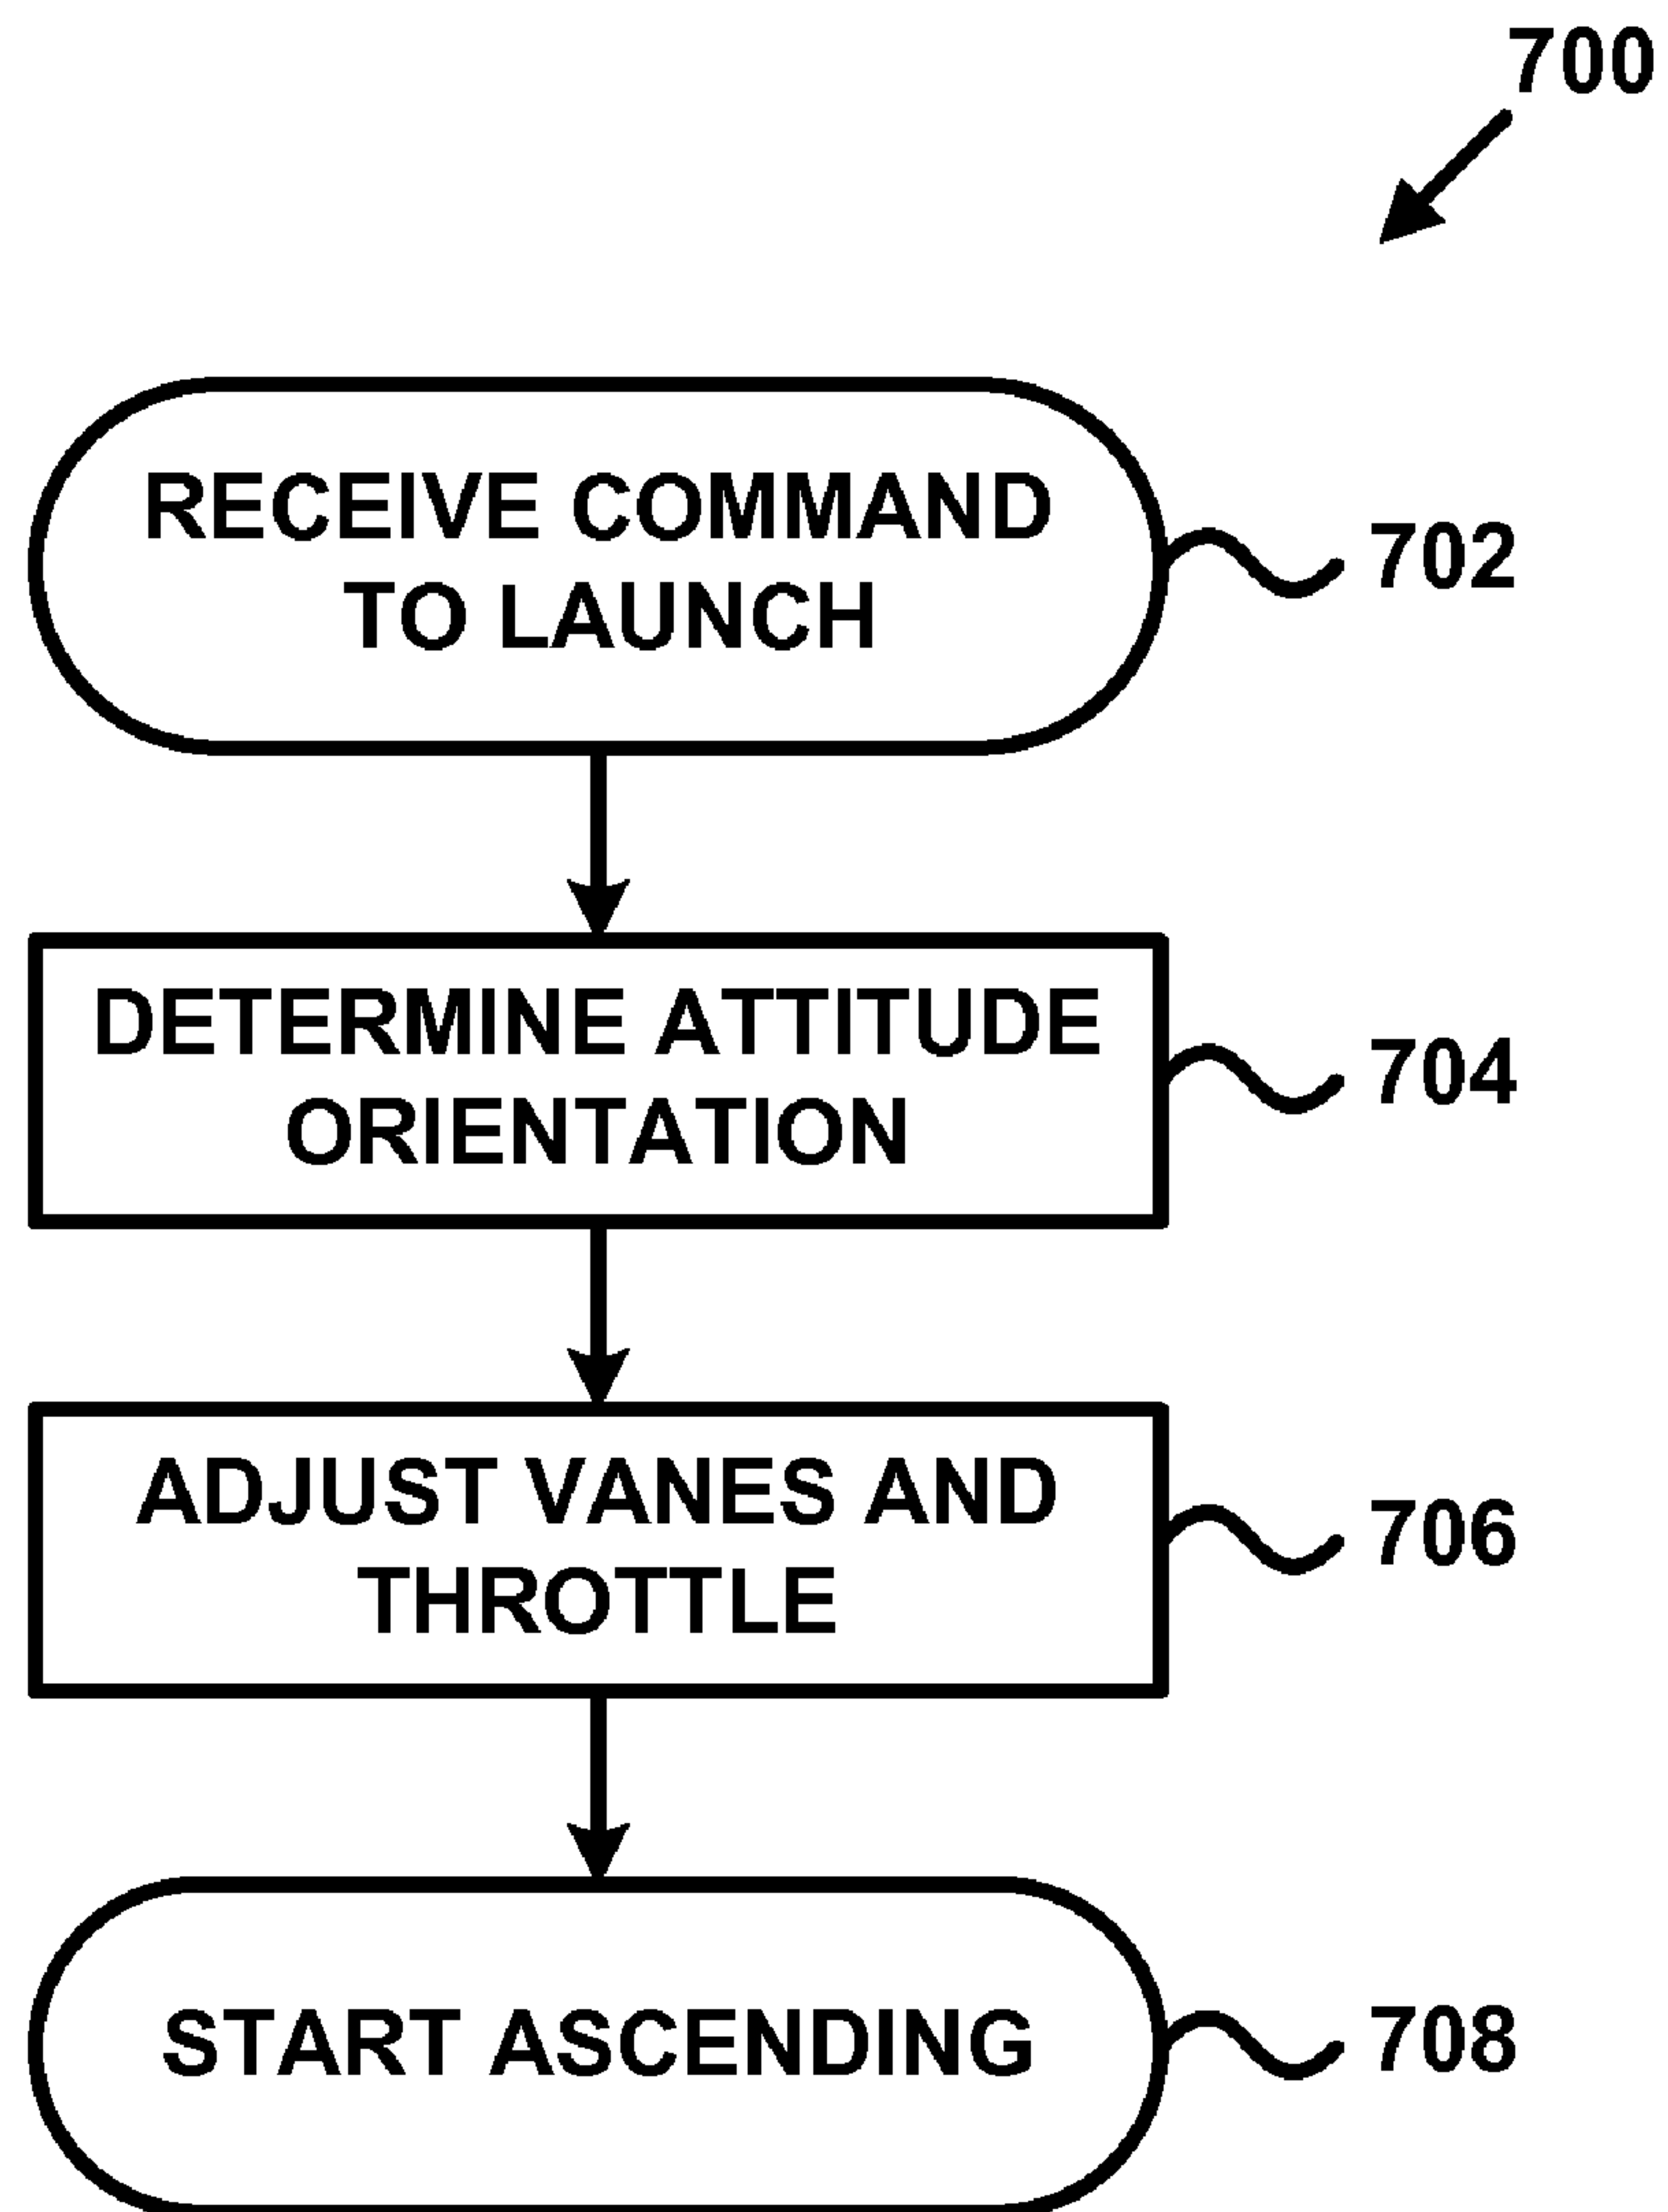 700
RECEIVE COMMAND
TO LAUNCH
702
DETERMINE ATTITUDE
ORIENTATION
704
ADJUST VANES AND
THROTTLE
706
START ASCENDING
708